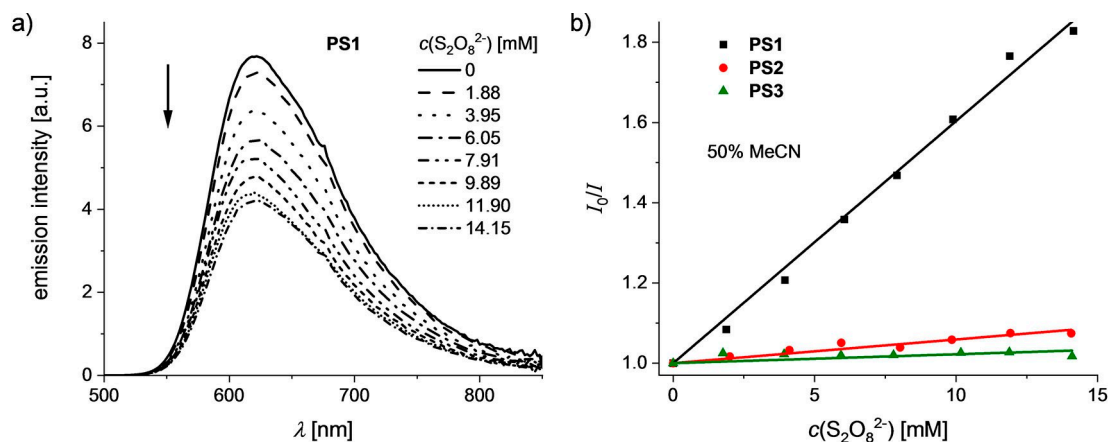 a)
PS1
c(S₂O₈²⁻) [mM]
0
1.88
3.95
6.05
7.91
9.89
11.90
14.15
8
6
4
2
0
emission intensity [a.u.]
500
600
700
800
λ [nm]
b)
PS1
PS2
PS3
50% MeCN
1.8
1.6
1.4
1.2
1.0
I₀/I
0
5
10
15
c(S₂O₈²⁻) [mM]